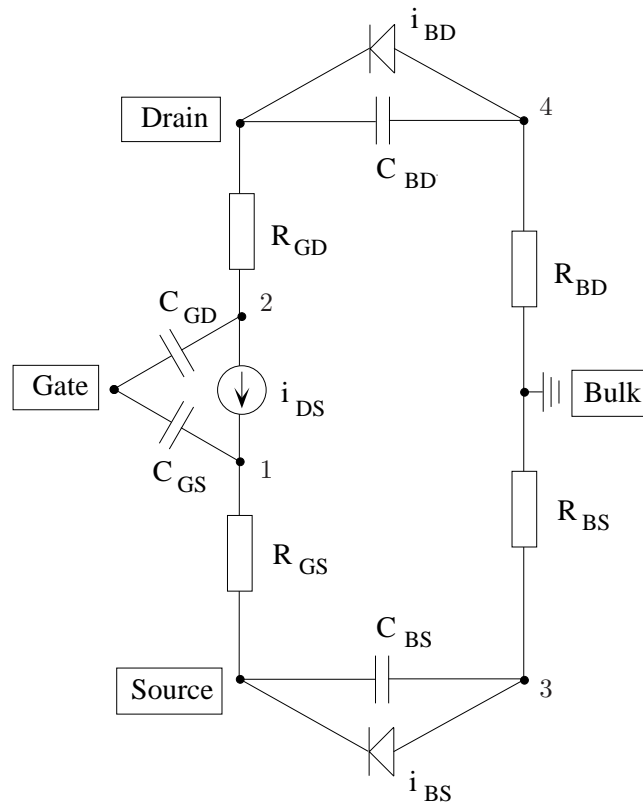 i BD
Drain
4
C BD
R GD
R BD
C GD
2
Gate
i DS
Bulk
C GS
1
R BS
R GS
C BS
Source
3
i BS